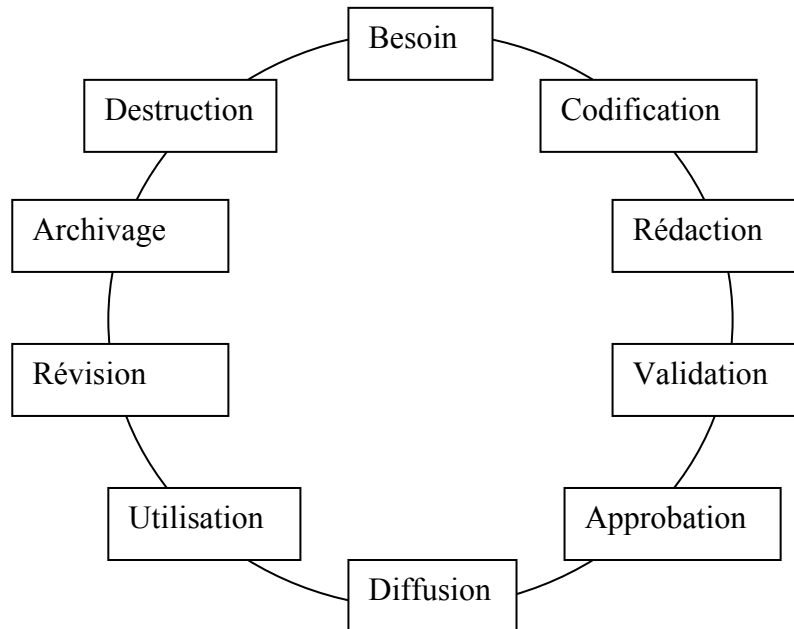 Besoin
Destruction
Codification
Archivage
Rédaction
Révision
Validation
Utilisation
Approbation
Diffusion